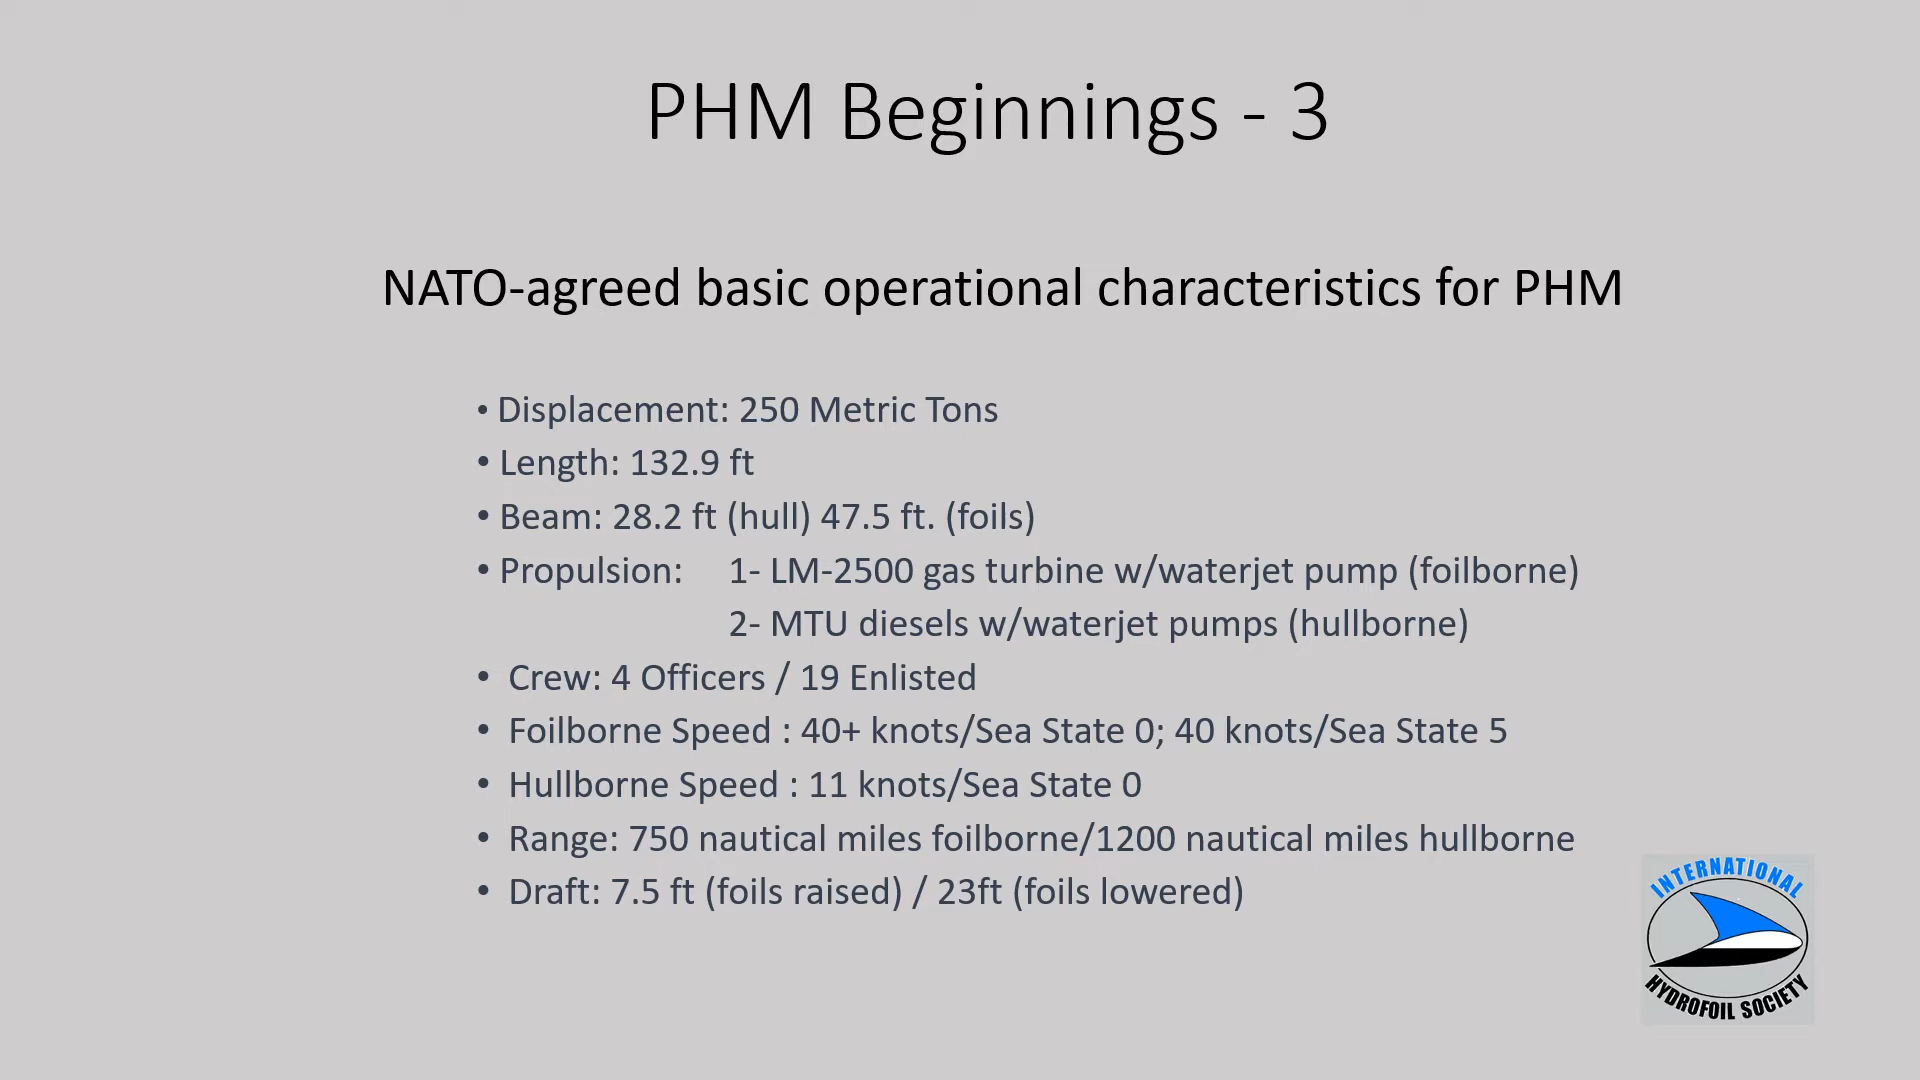 PHM Beginnings - 3
NATO-agreed basic operational characteristics for PHM
• Displacement: 250 Metric Tons
• Length: 132.9 ft
• Beam: 28.2 ft (hull) 47.5 ft. (foils)
• Propulsion: 1- LM-2500 gas turbine w/waterjet pump (foilborne)
2- MTU diesels w/waterjet pumps (hullborne)
• Crew: 4 Officers / 19 Enlisted
• Foilborne Speed : 40+ knots/Sea State 0; 40 knots/Sea State 5
• Hullborne Speed : 11 knots/Sea State 0
• Range: 750 nautical miles foilborne/1200 nautical miles hullborne
• Draft: 7.5 ft (foils raised) / 23ft (foils lowered)
INTERNATIONAL
HYDROFOIL SOCIETY